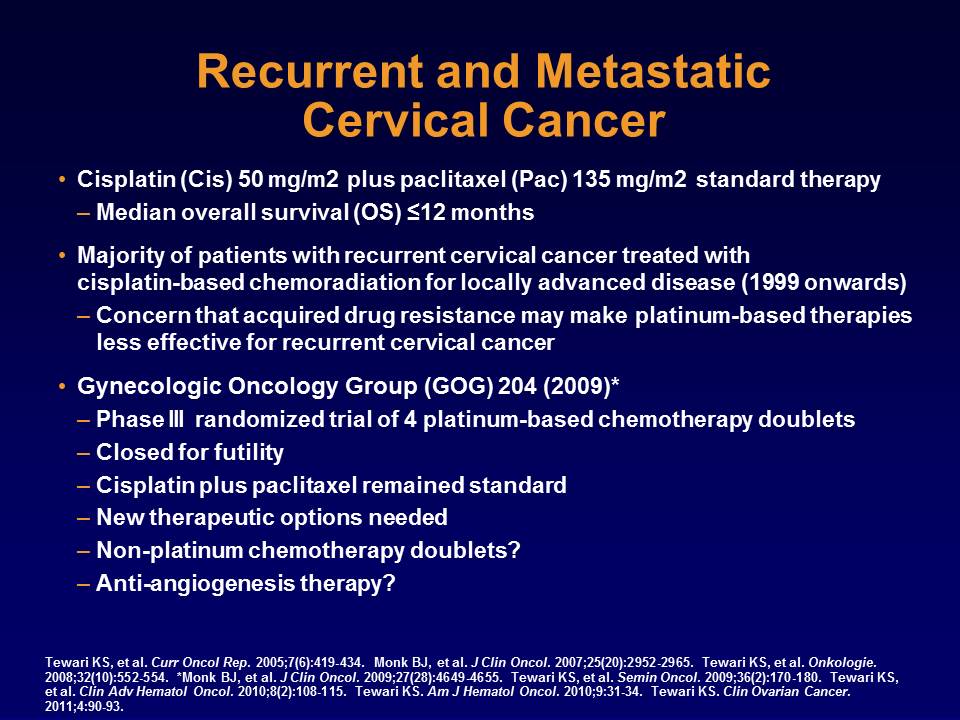 Recurrent and Metastatic
Cervical Cancer
• Cisplatin (Cis) 50 mg/m2 plus paclitaxel (Pac) 135 mg/m2 standard therapy
– Median overall survival (OS) ≤12 months
• Majority of patients with recurrent cervical cancer treated with
cisplatin-based chemoradiation for locally advanced disease (1999 onwards)
– Concern that acquired drug resistance may make platinum-based therapies
less effective for recurrent cervical cancer
• Gynecologic Oncology Group (GOG) 204 (2009)*
– Phase III randomized trial of 4 platinum-based chemotherapy doublets
– Closed for futility
– Cisplatin plus paclitaxel remained standard
– New therapeutic options needed
– Non-platinum chemotherapy doublets?
– Anti-angiogenesis therapy?
Tewari KS, et al. Curr Oncol Rep. 2005;7(6):419-434. Monk BJ, et al. J Clin Oncol. 2007;25(20):2952-2965. Tewari KS, et al. Onkologie.
2008;32(10):552-554. *Monk BJ, et al. J Clin Oncol. 2009;27(28):4649-4655. Tewari KS, et al. Semin Oncol. 2009;36(2):170-180. Tewari KS,
et al. Clin Adv Hematol Oncol. 2010;8(2):108-115. Tewari KS. Am J Hematol Oncol. 2010;9:31-34. Tewari KS. Clin Ovarian Cancer.
2011;4:90-93.